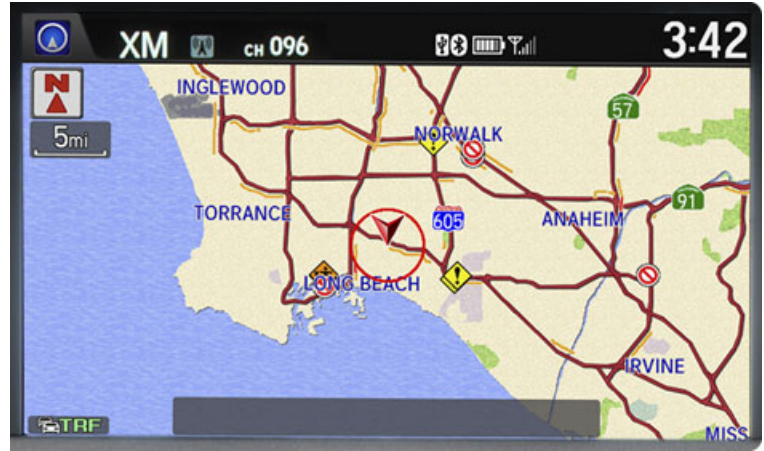 XM CH 096 3:42
N
5mi
INGLEWOOD
57
NORWALK
91
TORRANCE
605
ANAHEIM
LONG BEACH
IRVINE
TRF
MISS